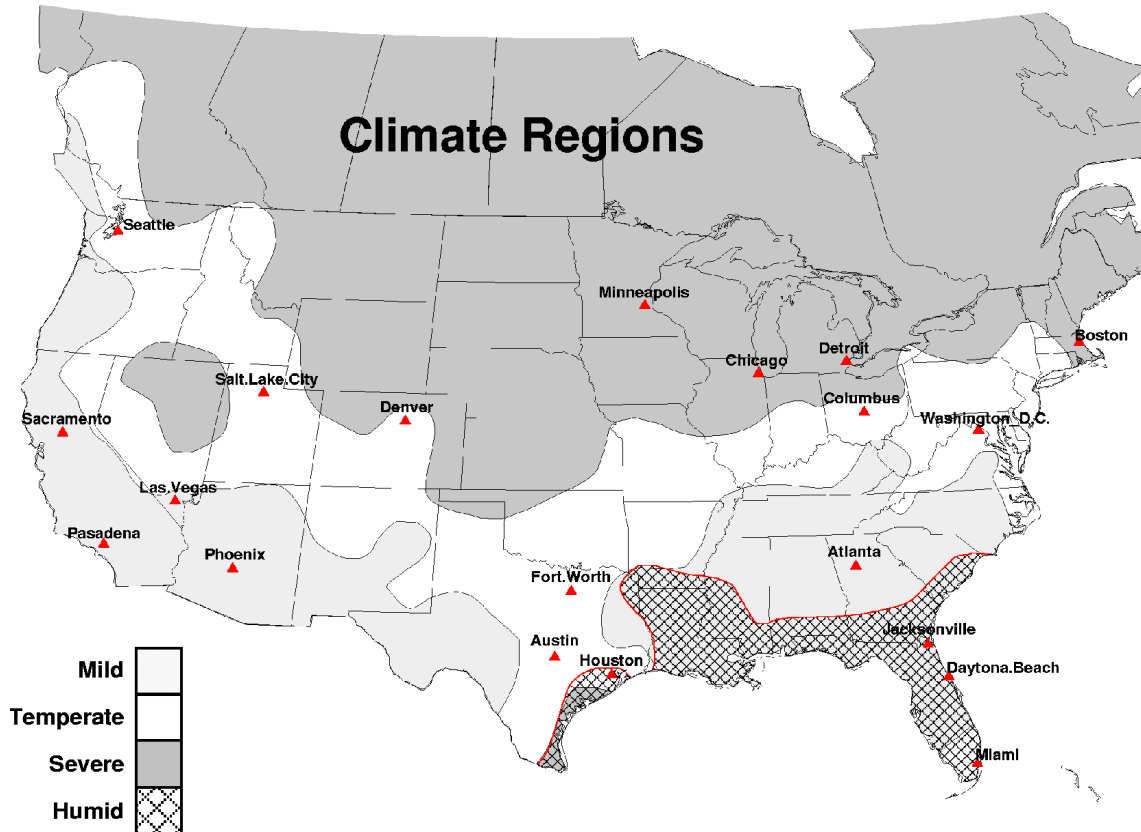 Climate Regions
Seattle
Minneapolis
Boston
Detroit
Chicago
Salt.Lake.City
Columbus
Denver
Sacramento
Washington D.C.
Las.Vegas
Pasadena
Phoenix
Atlanta
Fort.Worth
Jacksonville
Austin
Houston
Daytona.Beach
Miami
Mild
Temperate
Severe
Humid